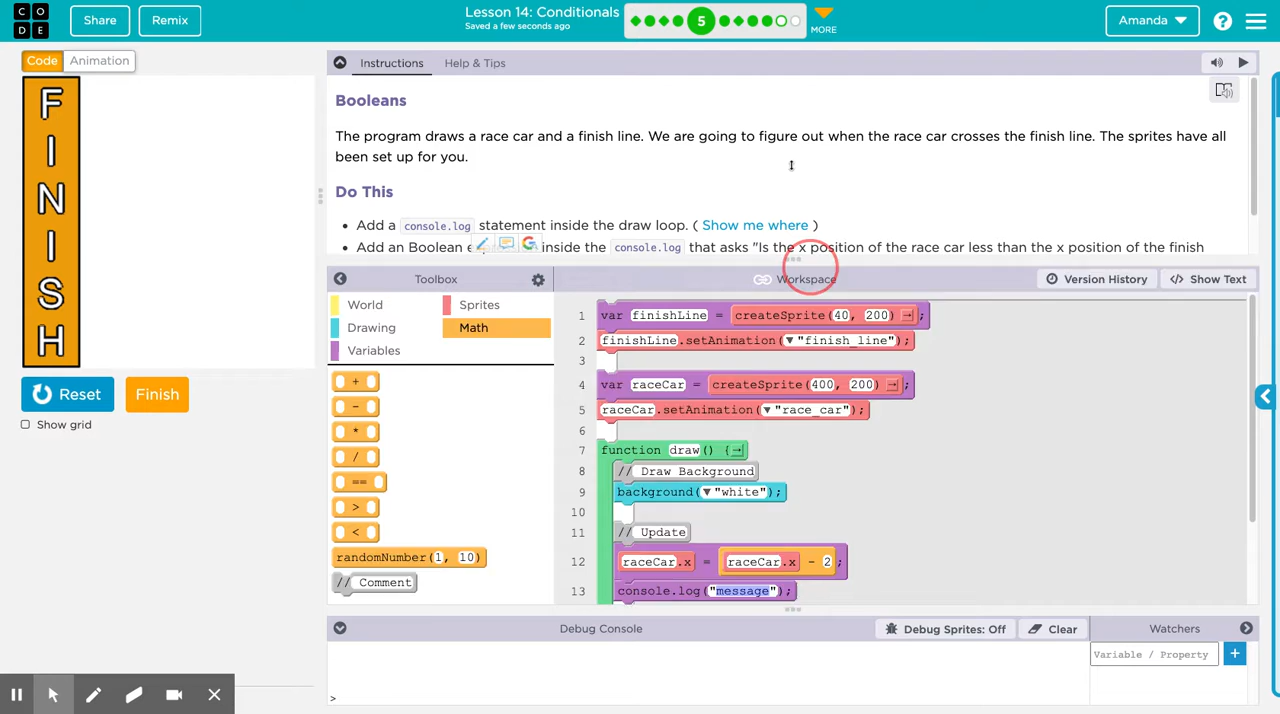 CO
DE
Share
Remix
Lesson 14: Conditionals
Saved a few seconds ago
5
MORE
Amanda
?
Code
Animation
F
I
N
I
S
H
Reset
Finish
Show grid
Instructions
Help & Tips
Booleans
The program draws a race car and a finish line. We are going to figure out when the race car crosses the finish line. The sprites have all
been set up for you.
Do This
Add a console.log statement inside the draw loop. ( Show me where )
Add an Boolean e inside the console.log that asks "Is the x position of the race car less than the x position of the finish
Toolbox
Workspace
Version History
</> Show Text
World
Sprites
Drawing
Math
Variables
+
-
*
/
==
>
<
randomNumber(1, 10)
// Comment
1 var finishLine = createSprite(40, 200);
2 finishLine.setAnimation("finish_line");
3
4 var raceCar = createSprite(400, 200);
5 raceCar.setAnimation("race_car");
6
7 function draw() {
8 // Draw Background
9 background("white");
10
11 // Update
12 raceCar.x = raceCar.x - 2;
13 console.log("message");
Debug Console
Debug Sprites: Off
Clear
Watchers
Variable / Property
+
>